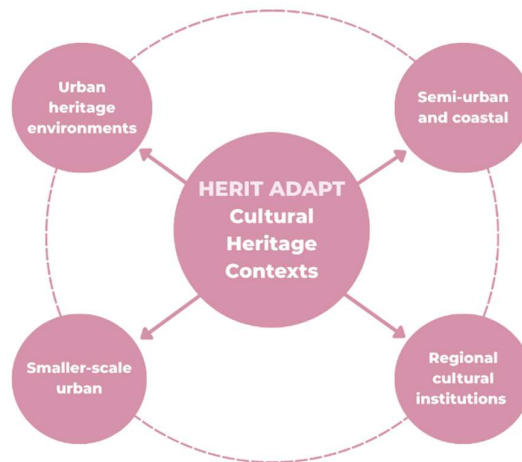 Urban
heritage
environments
Semi-urban
and coastal
HERIT ADAPT
Cultural
Heritage
Contexts
Smaller-scale
urban
Regional
cultural
institutions